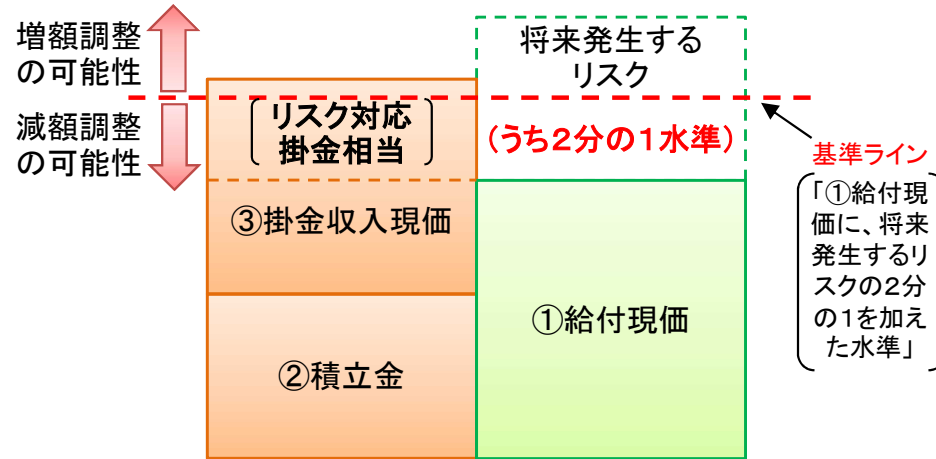 増額調整
の可能性
減額調整
の可能性
リスク対応
掛金相当
③掛金収入現価
②積立金
将来発生する
リスク
(うち2分の1水準)
①給付現価
基準ライン
「①給付現
価に、将来
発生するリ
スクの2分
の1を加え
た水準」